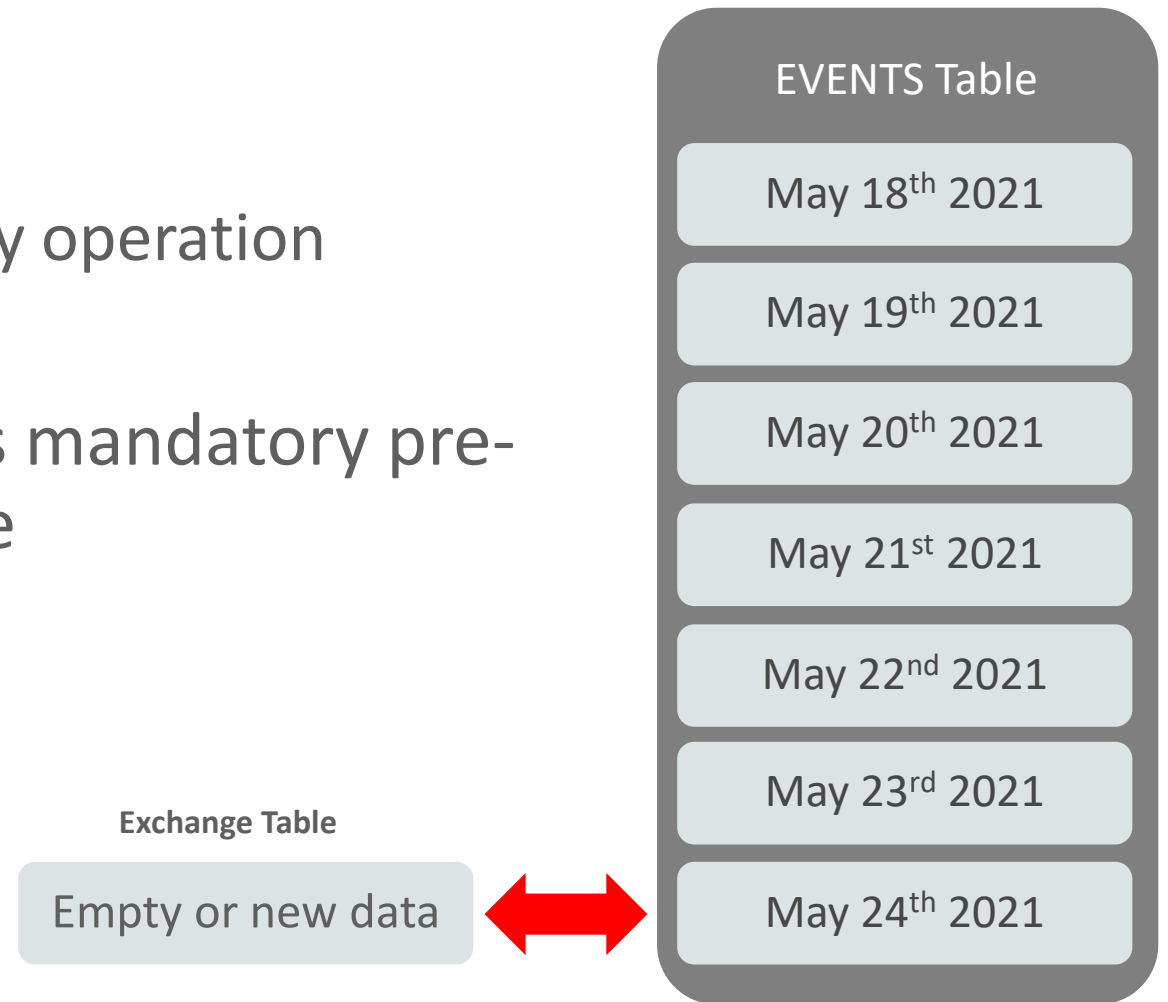 y operation
s mandatory pre-
e
Exchange Table
Empty or new data
EVENTS Table
May 18th 2021
May 19th 2021
May 20th 2021
May 21st 2021
May 22nd 2021
May 23rd 2021
May 24th 2021